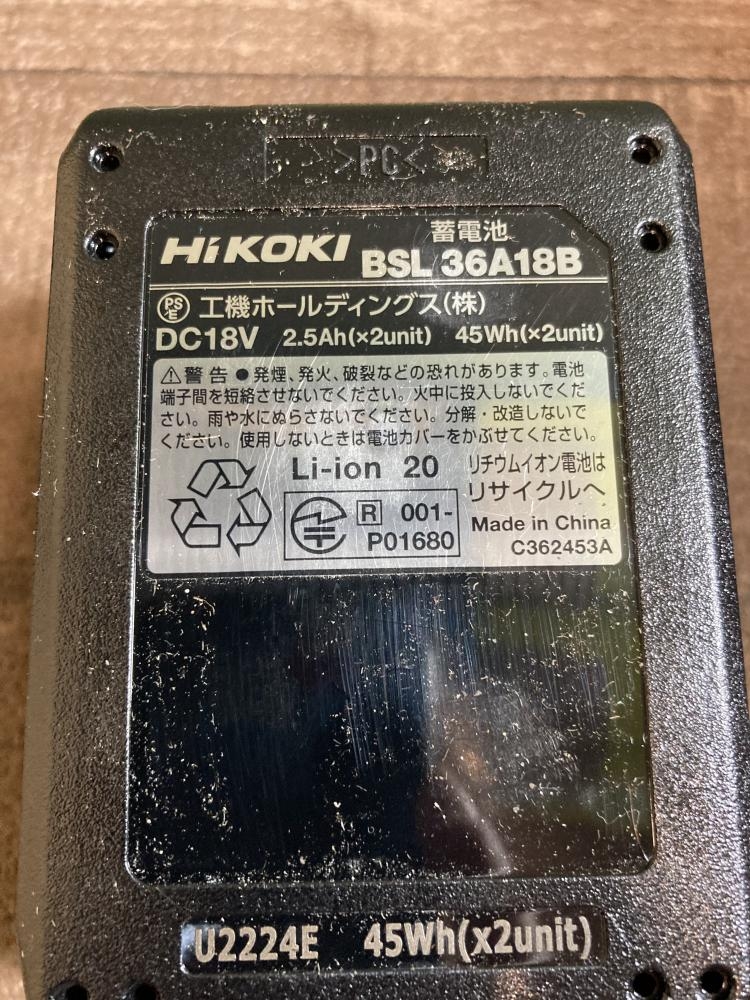 >PC<
HiKOKI 蓄電池 BSL 36A18B
PSE 工機ホールディングス(株)
DC18V 2.5Ah(×2unit) 45Wh(×2unit)
⚠警告 ●発煙、発火、破裂などの恐れがあります。電池
端子間を短絡させないでください。火中に投入しないでくだ
さい。雨や水にぬらさないでください。分解・改造しないで
ください。使用しないときは電池カバーをかぶせてください。
Li-ion 20 リチウムイオン電池は
リサイクルへ
R 001-
P01680
Made in China
C362453A
U2224E 45Wh(x2unit)